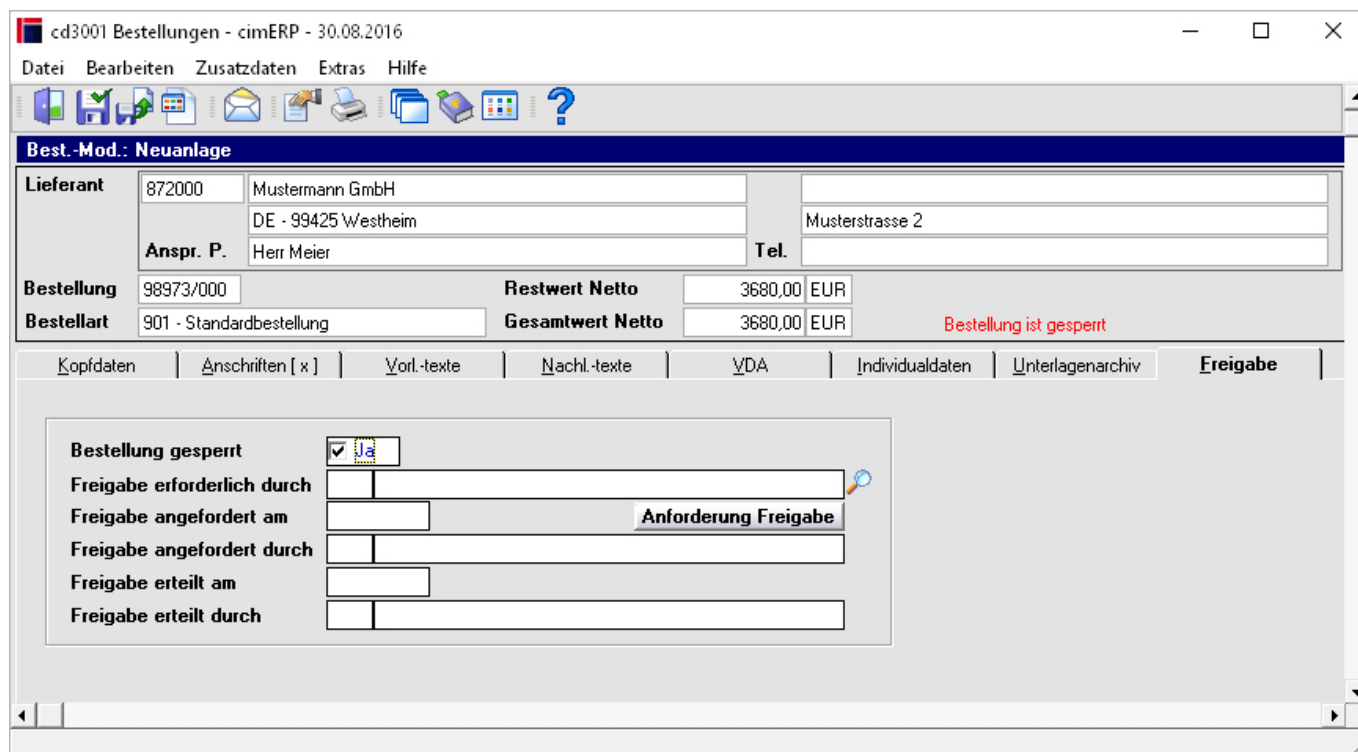 cd3001 Bestellungen - cimERP - 30.08.2016
Datei Bearbeiten Zusatzdaten Extras Hilfe
Best.-Mod.: Neuanlage
Lieferant 872000 Mustermann GmbH
DE - 99425 Westheim Musterstrasse 2
Anspr. P. Herr Meier Tel.
Bestellung 98973/000 Restwert Netto 3680,00 EUR
Bestellart 901 - Standardbestellung Gesamtwert Netto 3680,00 EUR Bestellung ist gesperrt
Kopfdaten Anschriften [ x ] Vorl.-texte Nachl.-texte VDA Individualdaten Unterlagenarchiv Freigabe
Bestellung gesperrt Ja
Freigabe erforderlich durch
Freigabe angefordert am Anforderung Freigabe
Freigabe angefordert durch
Freigabe erteilt am
Freigabe erteilt durch